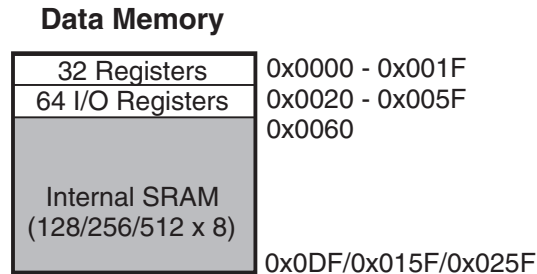 Data Memory
32 Registers 0x0000 - 0x001F
64 I/O Registers 0x0020 - 0x005F
0x0060
Internal SRAM
(128/256/512 x 8)
0x0DF/0x015F/0x025F